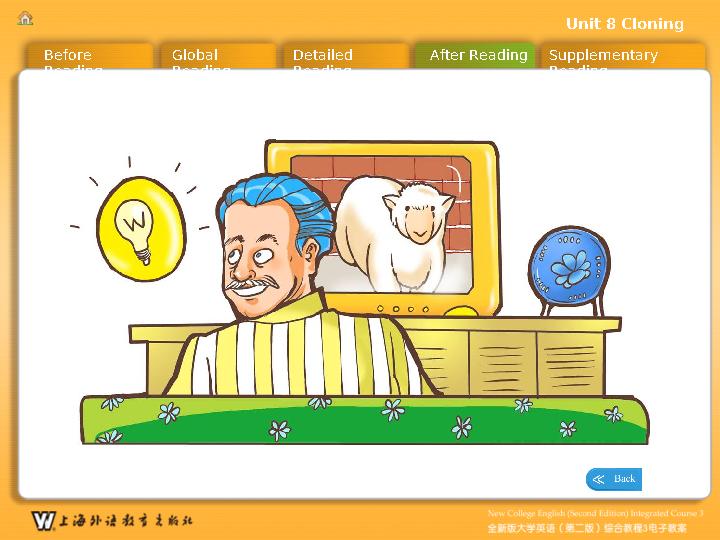 Unit 8 Cloning
Before Reading
Global Reading
Detailed Reading
After Reading
Supplementary Reading
W
Back
W 上海外语教育出版社
New College English (Second Edition) Integrated Course 3
全新版大学英语（第二版）综合教程3电子教案